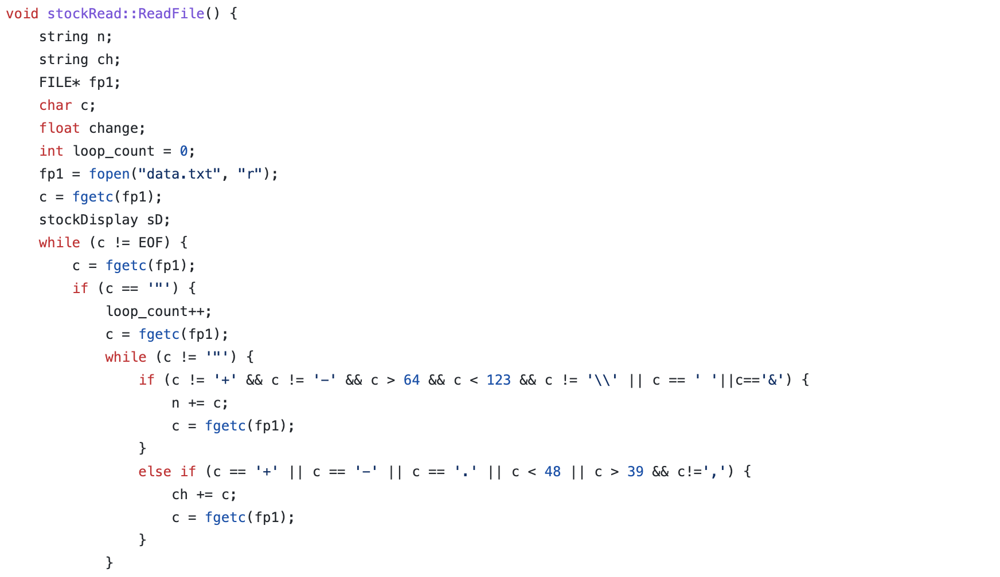 void stockRead::ReadFile() {
    string n;
    string ch;
    FILE* fp1;
    char c;
    float change;
    int loop_count = 0;
    fp1 = fopen("data.txt", "r");
    c = fgetc(fp1);
    stockDisplay sD;
    while (c != EOF) {
        c = fgetc(fp1);
        if (c == '"') {
            loop_count++;
            c = fgetc(fp1);
            while (c != '"') {
                if (c != '+' && c != '-' && c > 64 && c < 123 && c != '\\' || c == ' '||c=='&') {
                    n += c;
                    c = fgetc(fp1);
                }
                else if (c == '+' || c == '-' || c == '.' || c < 48 || c > 39 && c!=',') {
                    ch += c;
                    c = fgetc(fp1);
                }
            }